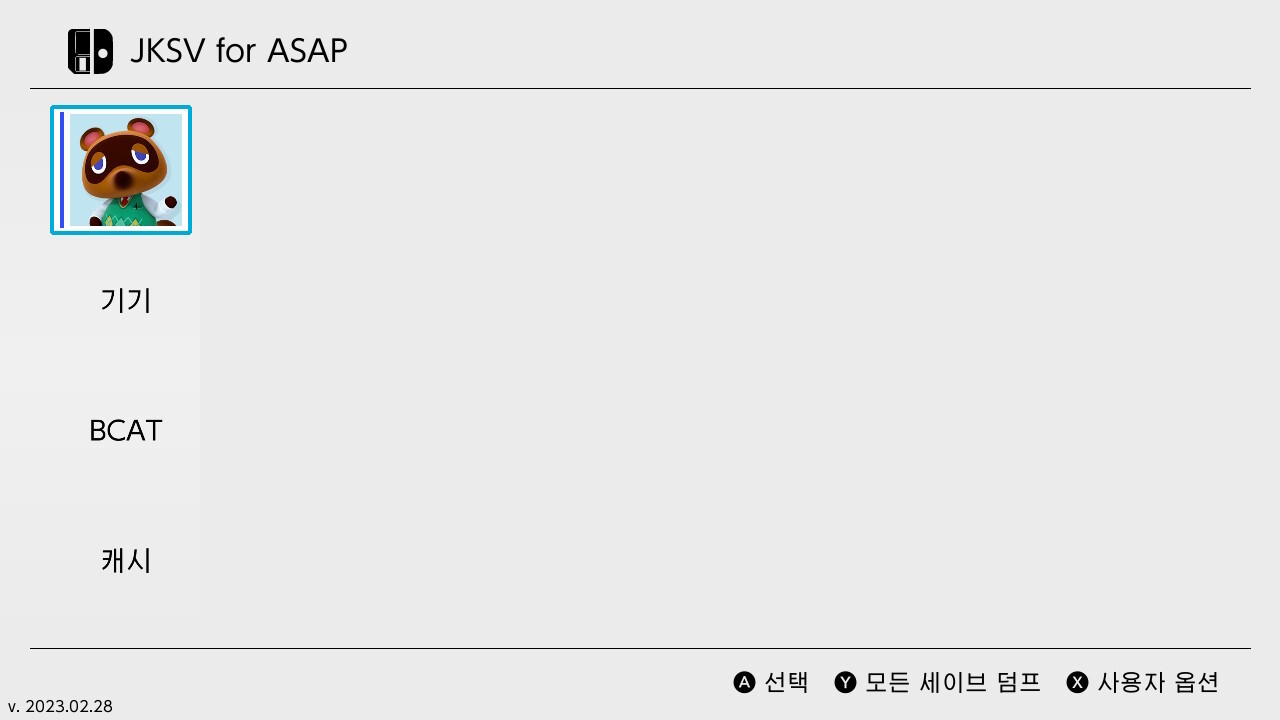 JKSV for ASAP
기기
BCAT
캐시
A 선택 Y 모든 세이브 덤프 X 사용자 옵션
v. 2023.02.28